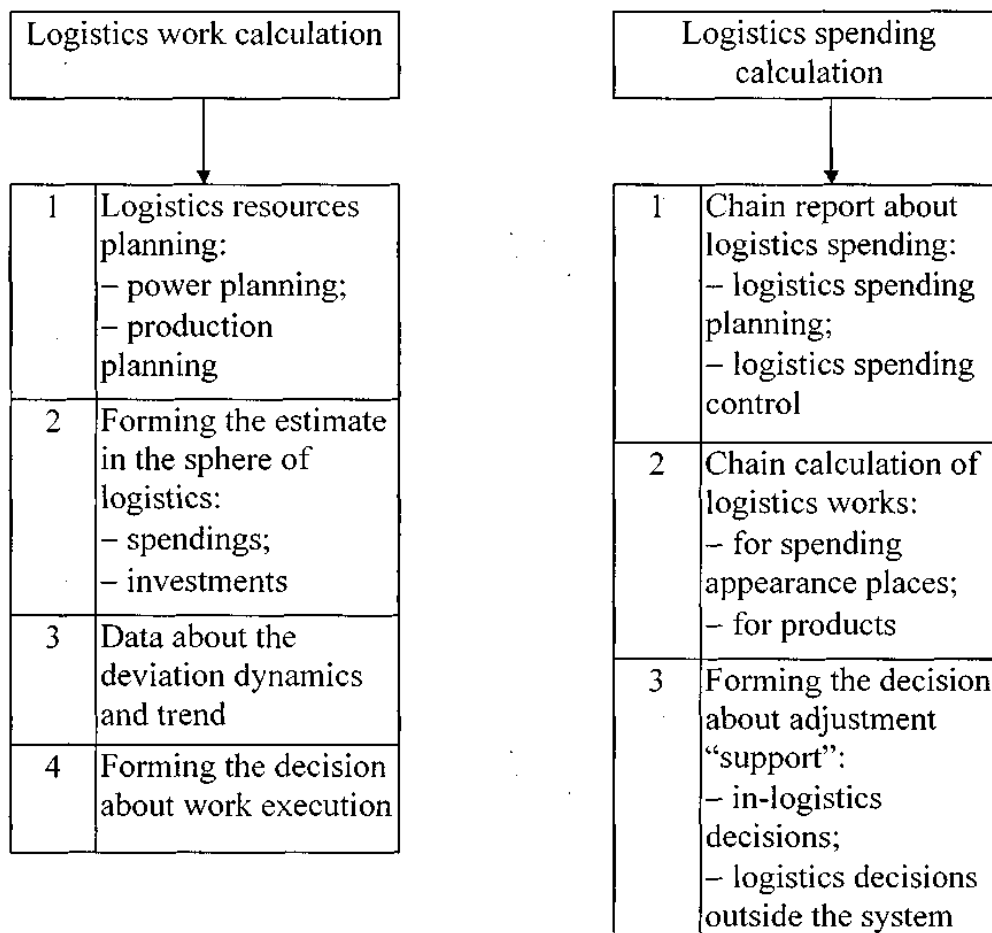 Logistics work calculation
1
Logistics resources
planning:
– power planning;
– production
planning
2
Forming the estimate
in the sphere of
logistics:
– spendings;
– investments
3
Data about the
deviation dynamics
and trend
4
Forming the decision
about work execution
Logistics spending
calculation
1
Chain report about
logistics spending:
– logistics spending
planning;
– logistics spending
control
2
Chain calculation of
logistics works:
– for spending
appearance places;
– for products
3
Forming the decision
about adjustment
“support”:
– in-logistics
decisions;
– logistics decisions
outside the system